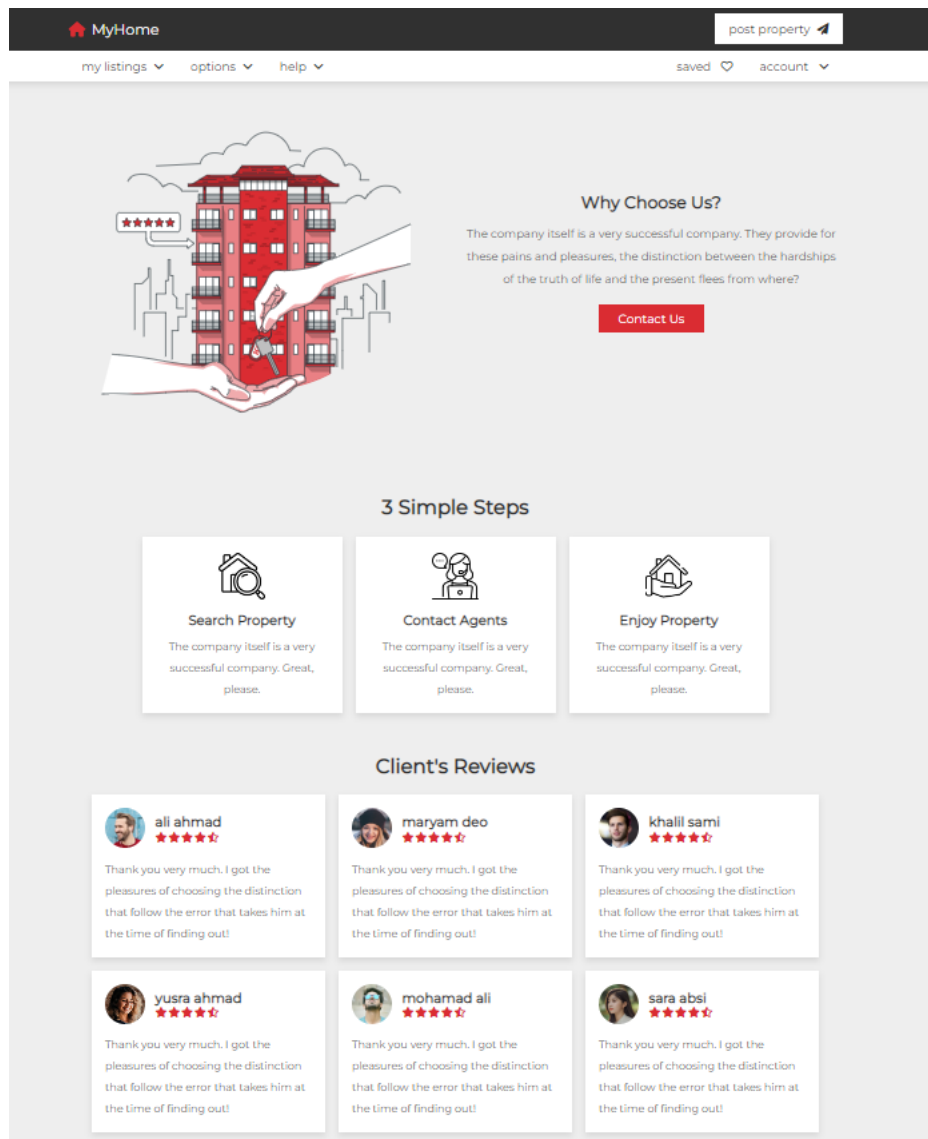 MyHome
post property
my listings
options
help
saved
account
Why Choose Us?
The company itself is a very successful company. They provide for
these pains and pleasures, the distinction between the hardships
of the truth of life and the present flees from where?
Contact Us
3 Simple Steps
Search Property
The company itself is a very
successful company. Great,
please.
Contact Agents
The company itself is a very
successful company. Great,
please.
Enjoy Property
The company itself is a very
successful company. Great,
please.
Client's Reviews
ali ahmad
Thank you very much. I got the
pleasures of choosing the distinction
that follow the error that takes him at
the time of finding out!
maryam deo
Thank you very much. I got the
pleasures of choosing the distinction
that follow the error that takes him at
the time of finding out!
khalil sami
Thank you very much. I got the
pleasures of choosing the distinction
that follow the error that takes him at
the time of finding out!
yusra ahmad
Thank you very much. I got the
pleasures of choosing the distinction
that follow the error that takes him at
the time of finding out!
mohamad ali
Thank you very much. I got the
pleasures of choosing the distinction
that follow the error that takes him at
the time of finding out!
sara absi
Thank you very much. I got the
pleasures of choosing the distinction
that follow the error that takes him at
the time of finding out!